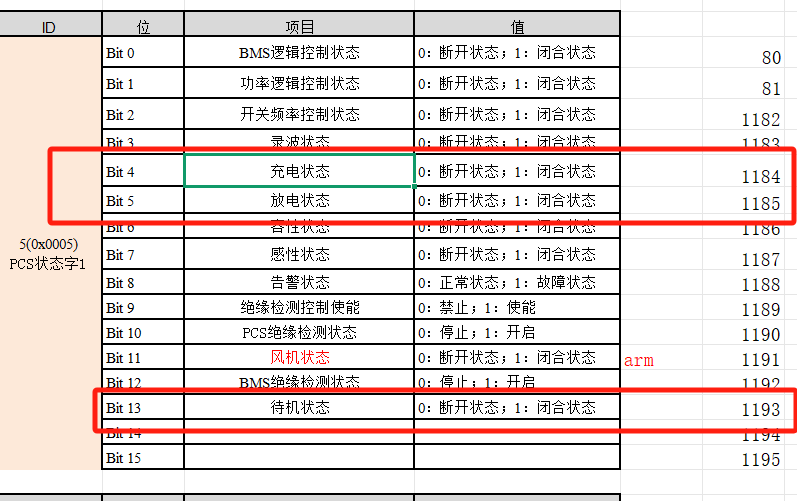 ID 位 项目 值
Bit 0 BMS逻辑控制状态 0：断开状态；1：闭合状态 80
Bit 1 功率逻辑控制状态 0：断开状态；1：闭合状态 81
Bit 2 开关频率控制状态 0：断开状态；1：闭合状态 1182
Bit 3 录波状态 0：断开状态；1：闭合状态 1183
Bit 4 充电状态 0：断开状态；1：闭合状态 1184
Bit 5 放电状态 0：断开状态；1：闭合状态 1185
Bit 6 容性状态 0：断开状态；1：闭合状态 1186
5(0x0005)
PCS状态字1
Bit 7 感性状态 0：断开状态；1：闭合状态 1187
Bit 8 告警状态 0：正常状态；1：故障状态 1188
Bit 9 绝缘检测控制使能 0：禁止；1：使能 1189
Bit 10 PCS绝缘检测状态 0：停止；1：开启 1190
Bit 11 风机状态 0：断开状态；1：闭合状态 arm 1191
Bit 12 BMS绝缘检测状态 0：停止；1：开启 1192
Bit 13 待机状态 0：断开状态；1：闭合状态 1193
Bit 14 1194
Bit 15 1195